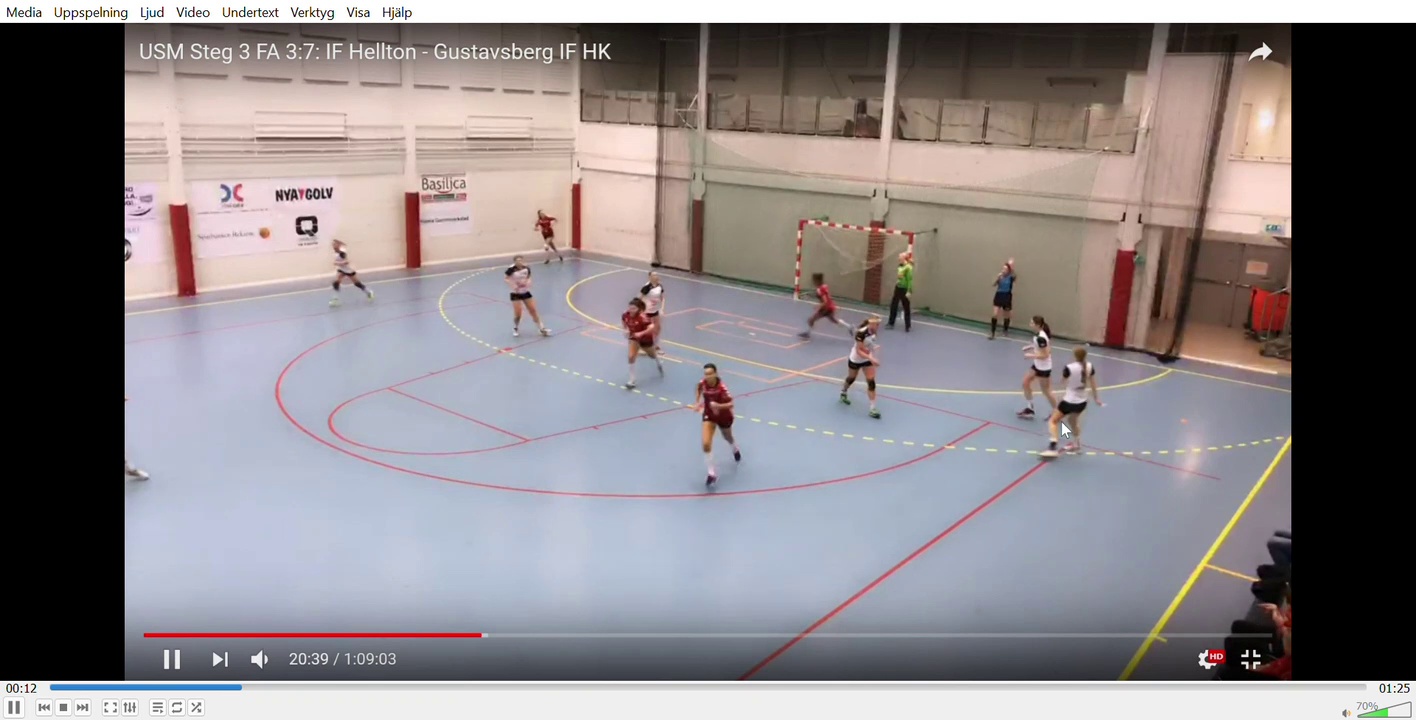 Media Uppspelning Ljud Video Undertext Verktyg Visa Hjälp
USM Steg 3 FA 3:7: IF Hellton - Gustavsberg IF HK
NYA GOLV
Basilica
20:39 / 1:09:03
HD
00:12
01:25
70%